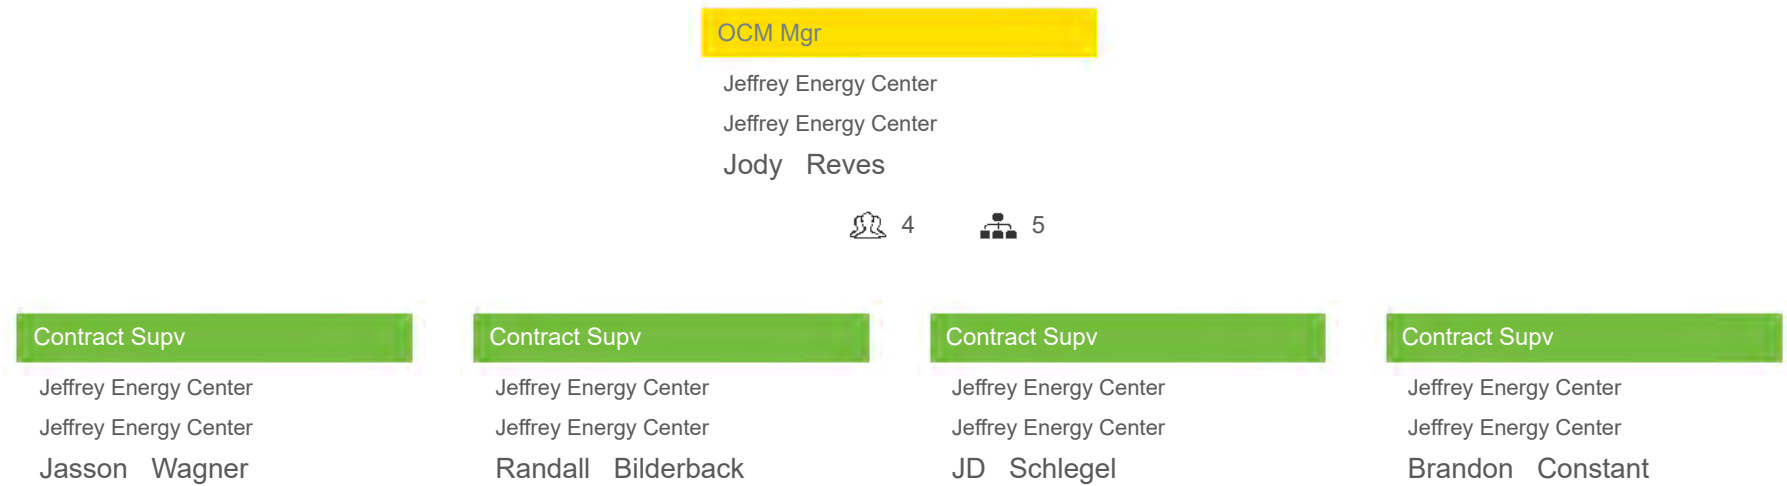 OCM Mgr
Jeffrey Energy Center
Jeffrey Energy Center
Jody Reves
4 5
Contract Supv
Jeffrey Energy Center
Jeffrey Energy Center
Jasson Wagner
Contract Supv
Jeffrey Energy Center
Jeffrey Energy Center
Randall Bilderback
Contract Supv
Jeffrey Energy Center
Jeffrey Energy Center
JD Schlegel
Contract Supv
Jeffrey Energy Center
Jeffrey Energy Center
Brandon Constant